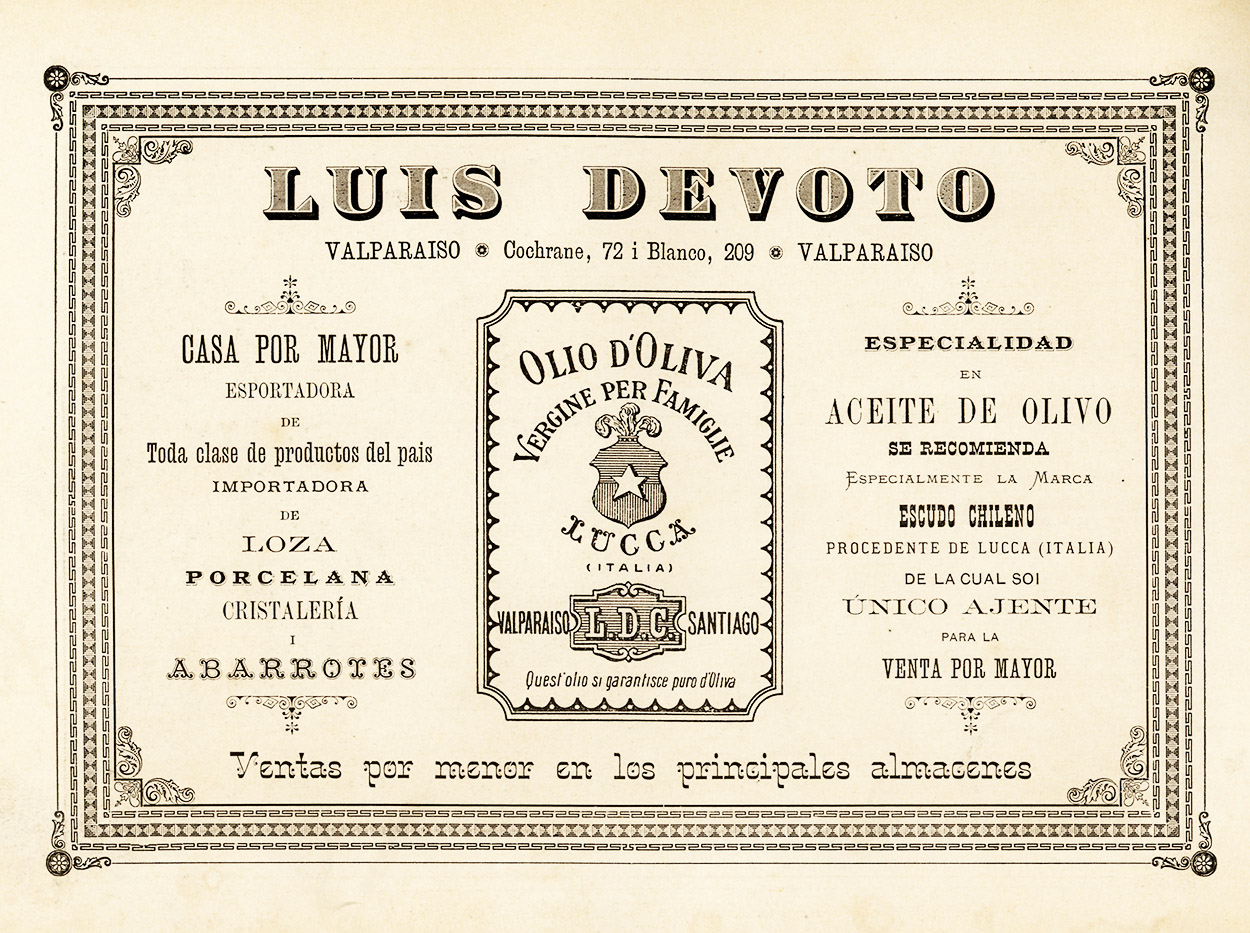 LUIS DEVOTO
VALPARAISO Cochrane, 72 i Blanco, 209 VALPARAISO
CASA POR MAYOR
ESPORTADORA
DE
Toda clase de productos del pais
IMPORTADORA
DE
LOZA
PORCELANA
CRISTALERÍA
I
ABARROTES
OLIO D'OLIVA
VERGINE PER FAMIGLIE
LUCCA
(ITALIA)
VALPARAISO L.D.C. SANTIAGO
Quest'olio si garantisce puro d'Oliva
ESPECIALIDAD
EN
ACEITE DE OLIVO
SE RECOMIENDA
ESPECIALMENTE LA MARCA
ESCUDO CHILENO
PROCEDENTE DE LUCCA (ITALIA)
DE LA CUAL SOI
ÚNICO AJENTE
PARA LA
VENTA POR MAYOR
Ventas por menor en los principales almacenes